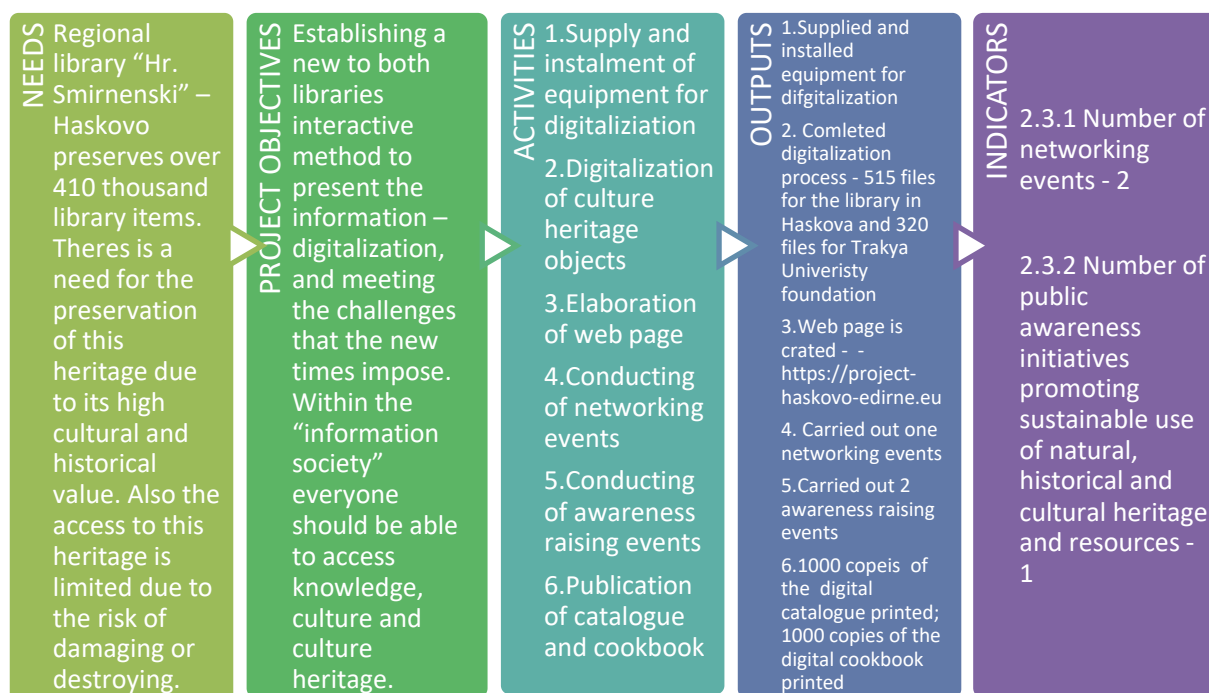 NEEDS
Regional
library “Hr.
Smirnenski” –
Haskovo
preserves over
410 thousand
library items.
Theres is a
need for the
preservation
of this
heritage due
to its high
cultural and
historical
value. Also the
access to this
heritage is
limited due to
the risk of
damaging or
destroying.
PROJECT OBJECTIVES
Establishing a
new to both
libraries
interactive
method to
present the
information –
digitalization,
and meeting
the challenges
that the new
times impose.
Within the
“information
society”
everyone
should be able
to access
knowledge,
culture and
culture
heritage.
ACTIVITIES
1.Supply and
instalment of
equipment for
digitaliziation
2.Digitalization
of culture
heritage
objects
3.Elaboration
of web page
4.Conducting
of networking
events
5.Conducting
of awareness
raising events
6.Publication
of catalogue
and cookbook
OUTPUTS
1.Supplied and
installed
equipment for
difgitalization
2. Comleted
digitalization
process - 515 files
for the library in
Haskova and 320
files for Trakya
Univeristy
foundation
3.Web page is
crated - -
https://project-
haskovo-edirne.eu
4. Carried out one
networking events
5.Carried out 2
awareness raising
events
6.1000 copeis of
the digital
catalogue printed;
1000 copies of the
digital cookbook
printed
INDICATORS
2.3.1 Number of
networking
events - 2
2.3.2 Number of
public
awareness
initiatives
promoting
sustainable use
of natural,
historical and
cultural heritage
and resources -
1